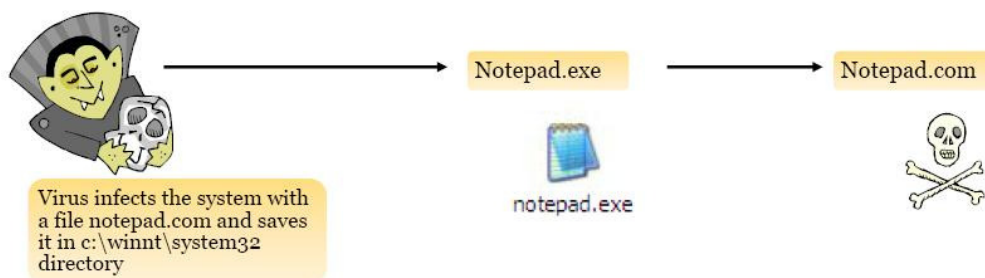 Notepad.exe
Notepad.com
notepad.exe
Virus infects the system with
a file notepad.com and saves
it in c:\winnt\system32
directory